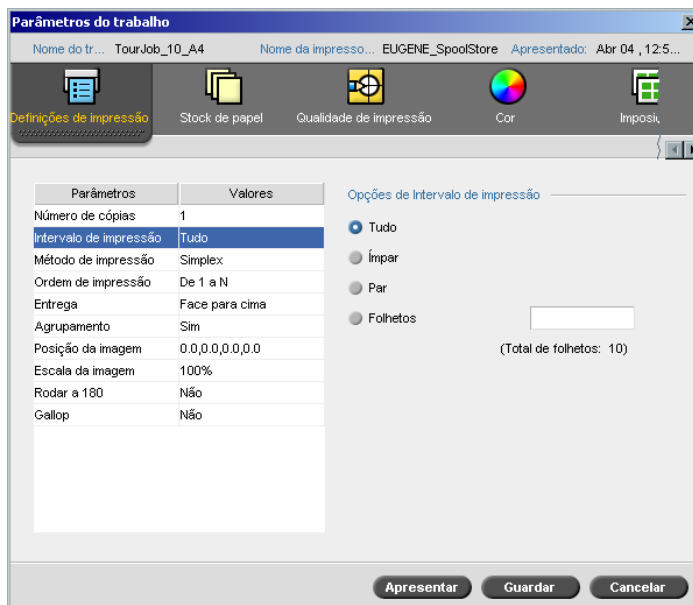 Parâmetros do trabalho
Nome do tr... TourJob_10_A4 Nome da impresso... EUGENE_SpoolStore Apresentado: Abr 04 , 12:5...
Definições de impressão Stock de papel Qualidade de impressão Cor Imposi
Parâmetros Valores
Número de cópias 1
Intervalo de impressão Tudo
Método de impressão Simplex
Ordem de impressão De 1 a N
Entrega Face para cima
Agrupamento Sim
Posição da imagem 0.0,0.0,0.0,0.0
Escala da imagem 100%
Rodar a 180 Não
Gallop Não
Opções de Intervalo de impressão
Tudo
Ímpar
Par
Folhetos
(Total de folhetos: 10)
Apresentar Guardar Cancelar